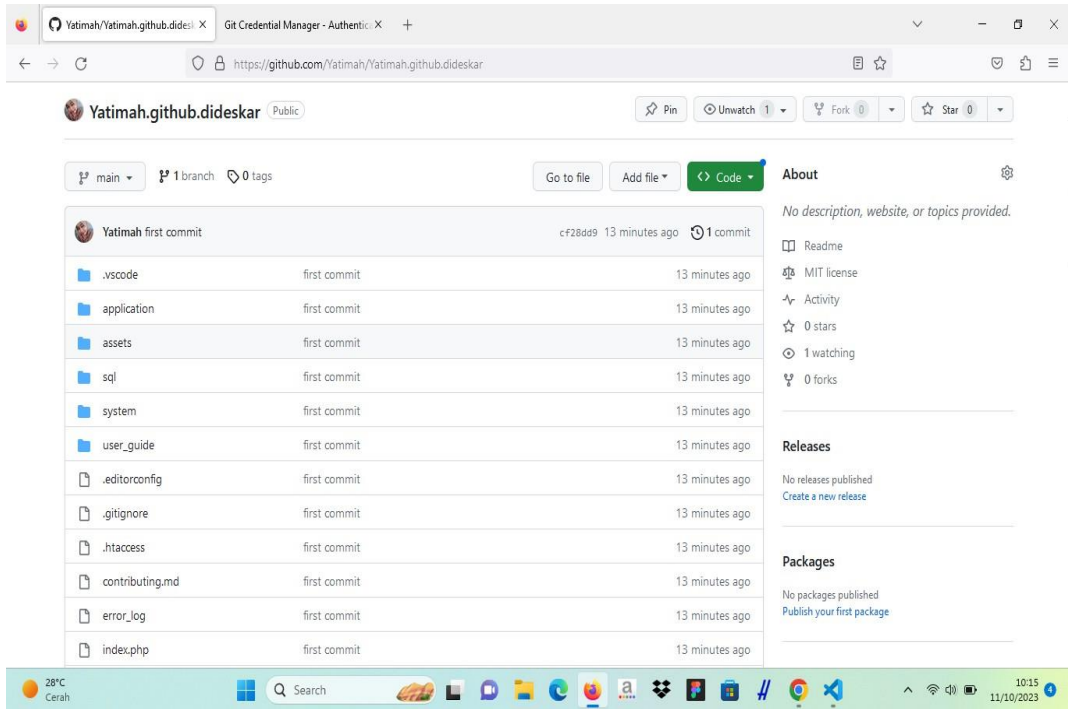 Yatimah/Yatimah.github.didesk
Git Credential Manager - Authentic
https://github.com/Yatimah/Yatimah.github.dideskar
Yatimah.github.dideskar Public
Pin
Unwatch 1
Fork 0
Star 0
main
1 branch
0 tags
Go to file
Add file
<> Code
About
No description, website, or topics provided.
Readme
MIT license
Activity
0 stars
1 watching
0 forks
Yatimah first commit cf28dd9 13 minutes ago 1 commit
.vscode first commit 13 minutes ago
application first commit 13 minutes ago
assets first commit 13 minutes ago
sql first commit 13 minutes ago
system first commit 13 minutes ago
user_guide first commit 13 minutes ago
.editorconfig first commit 13 minutes ago
.gitignore first commit 13 minutes ago
.htaccess first commit 13 minutes ago
contributing.md first commit 13 minutes ago
error_log first commit 13 minutes ago
index.php first commit 13 minutes ago
Releases
No releases published
Create a new release
Packages
No packages published
Publish your first package
28°C
Cerah
Search
10:15
11/10/2023
4